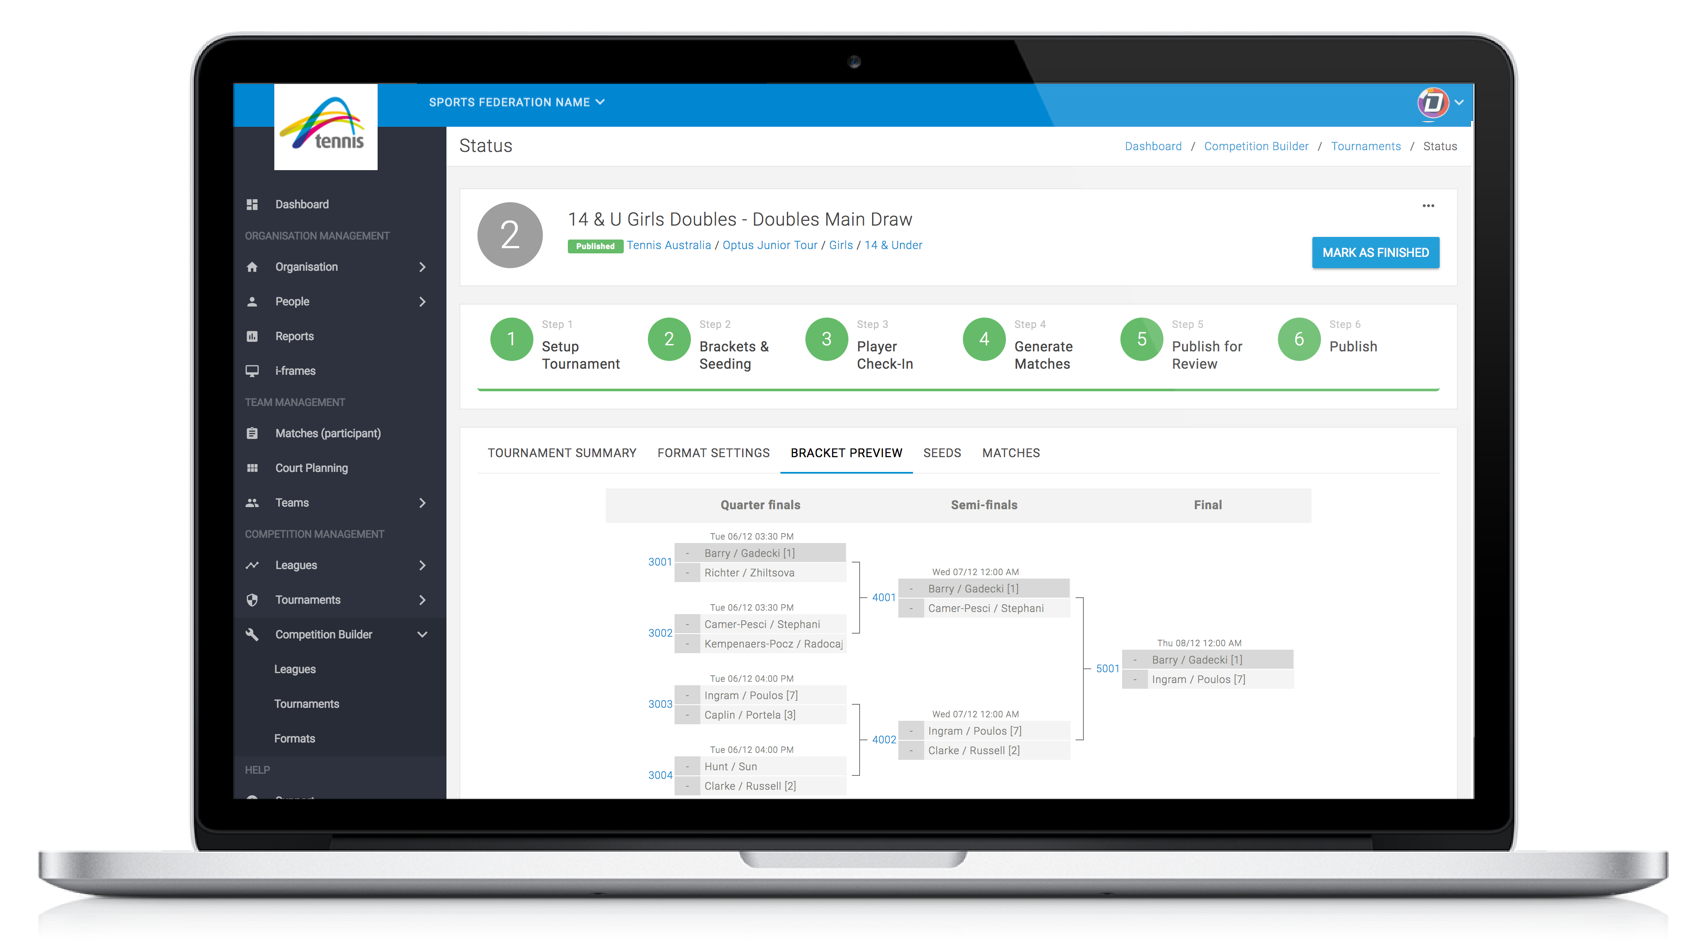 SPORTS FEDERATION NAME
D
tennis
Status
Dashboard / Competition Builder / Tournaments / Status
Dashboard
ORGANISATION MANAGEMENT
Organisation
People
Reports
i-frames
TEAM MANAGEMENT
Matches (participant)
Court Planning
Teams
COMPETITION MANAGEMENT
Leagues
Tournaments
Competition Builder
Leagues
Tournaments
Formats
HELP
2
14 & U Girls Doubles - Doubles Main Draw
Published Tennis Australia / Optus Junior Tour / Girls / 14 & Under
MARK AS FINISHED
1
Step 1
Setup
Tournament
2
Step 2
Brackets &
Seeding
3
Step 3
Player
Check-In
4
Step 4
Generate
Matches
5
Step 5
Publish for
Review
6
Step 6
Publish
TOURNAMENT SUMMARY FORMAT SETTINGS BRACKET PREVIEW SEEDS MATCHES
Quarter finals Semi-finals Final
Tue 06/12 03:30 PM
3001
- Barry / Gadecki [1]
- Richter / Zhiltsova
Tue 06/12 03:30 PM
3002
- Camer-Pesci / Stephani
- Kempenaers-Pocz / Radocaj
Tue 06/12 04:00 PM
3003
- Ingram / Poulos [7]
- Caplin / Portela [3]
Tue 06/12 04:00 PM
3004
- Hunt / Sun
- Clarke / Russell [2]
Wed 07/12 12:00 AM
4001
- Barry / Gadecki [1]
- Camer-Pesci / Stephani
Wed 07/12 12:00 AM
4002
- Ingram / Poulos [7]
- Clarke / Russell [2]
Thu 08/12 12:00 AM
5001
- Barry / Gadecki [1]
- Ingram / Poulos [7]